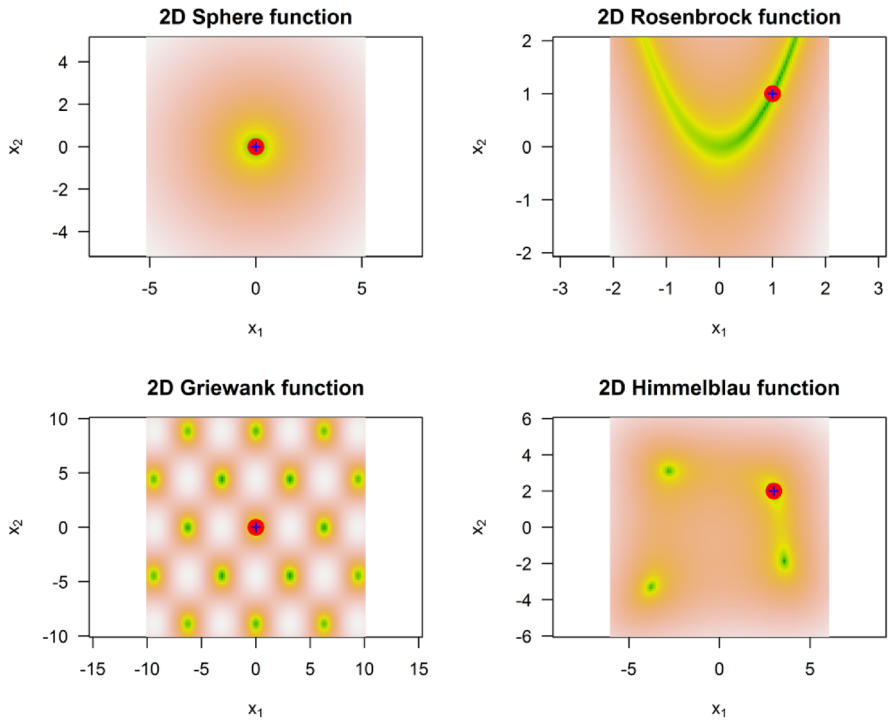 2D Sphere function
4
2
0
-2
-4
x2
-5 0 5
x1
2D Rosenbrock function
2
1
0
-1
-2
x2
-3 -2 -1 0 1 2 3
x1
2D Griewank function
10
5
0
-5
-10
x2
-15 -10 -5 0 5 10 15
x1
2D Himmelblau function
6
4
2
0
-2
-4
-6
x2
-5 0 5
x1